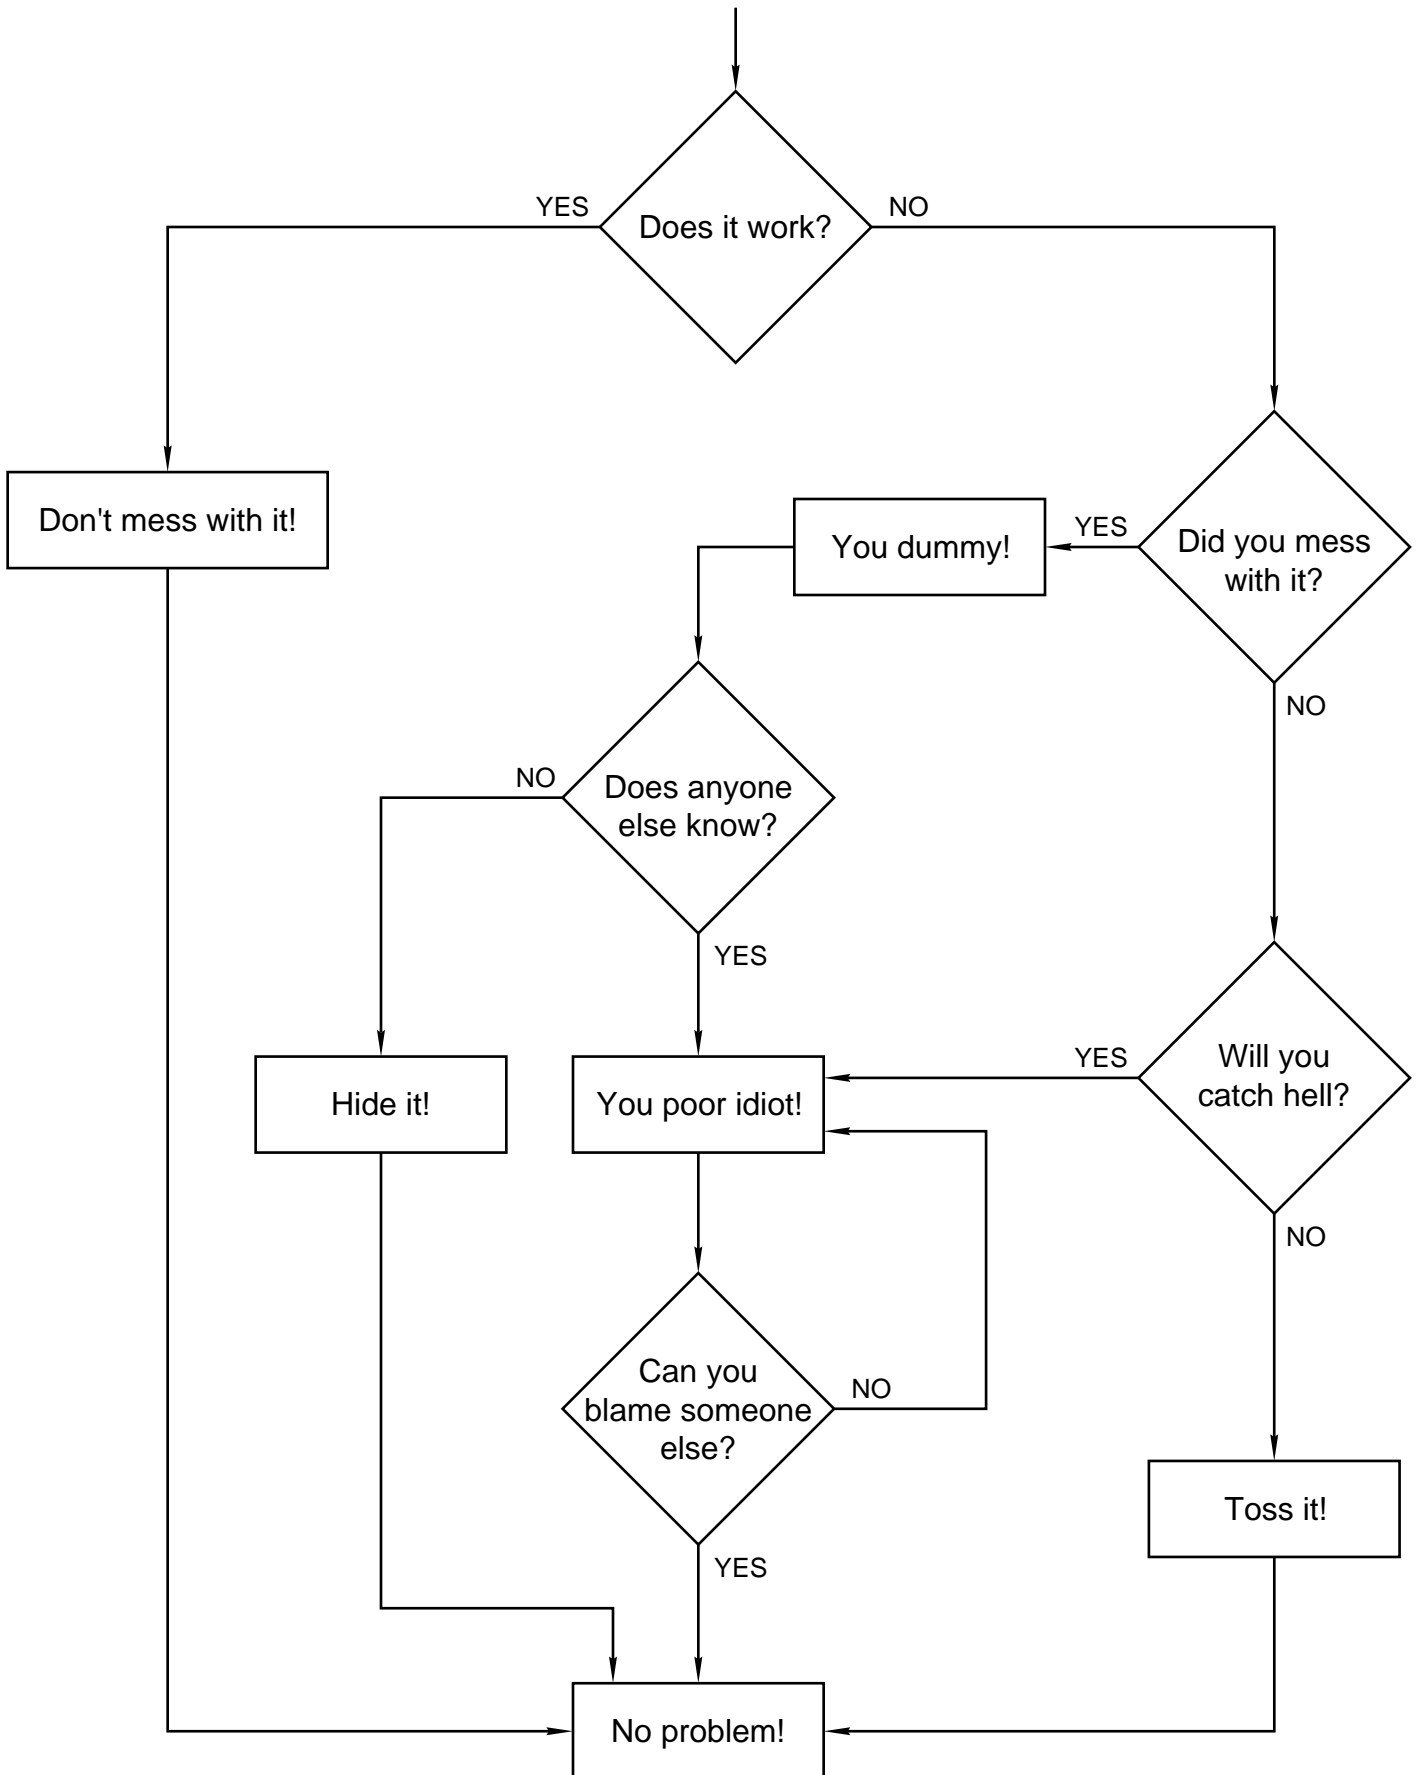 YES
Does it work?
NO
Don't mess with it!
You dummy!
YES
Did you mess
with it?
NO
NO
Does anyone
else know?
YES
Hide it!
You poor idiot!
YES
Will you
catch hell?
NO
Can you
blame someone
else?
NO
Toss it!
YES
No problem!